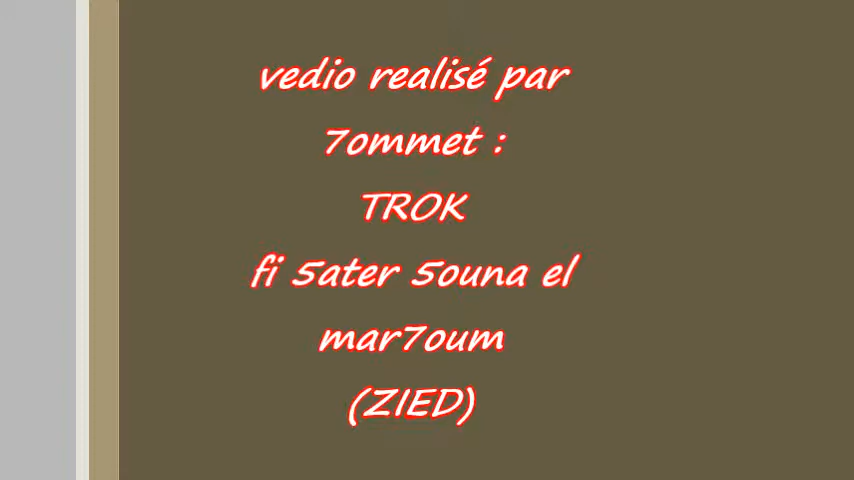 vedio realisé par
7ommet :
TROK
fi 5ater 5ouna el
mar7oum
(ZIED)